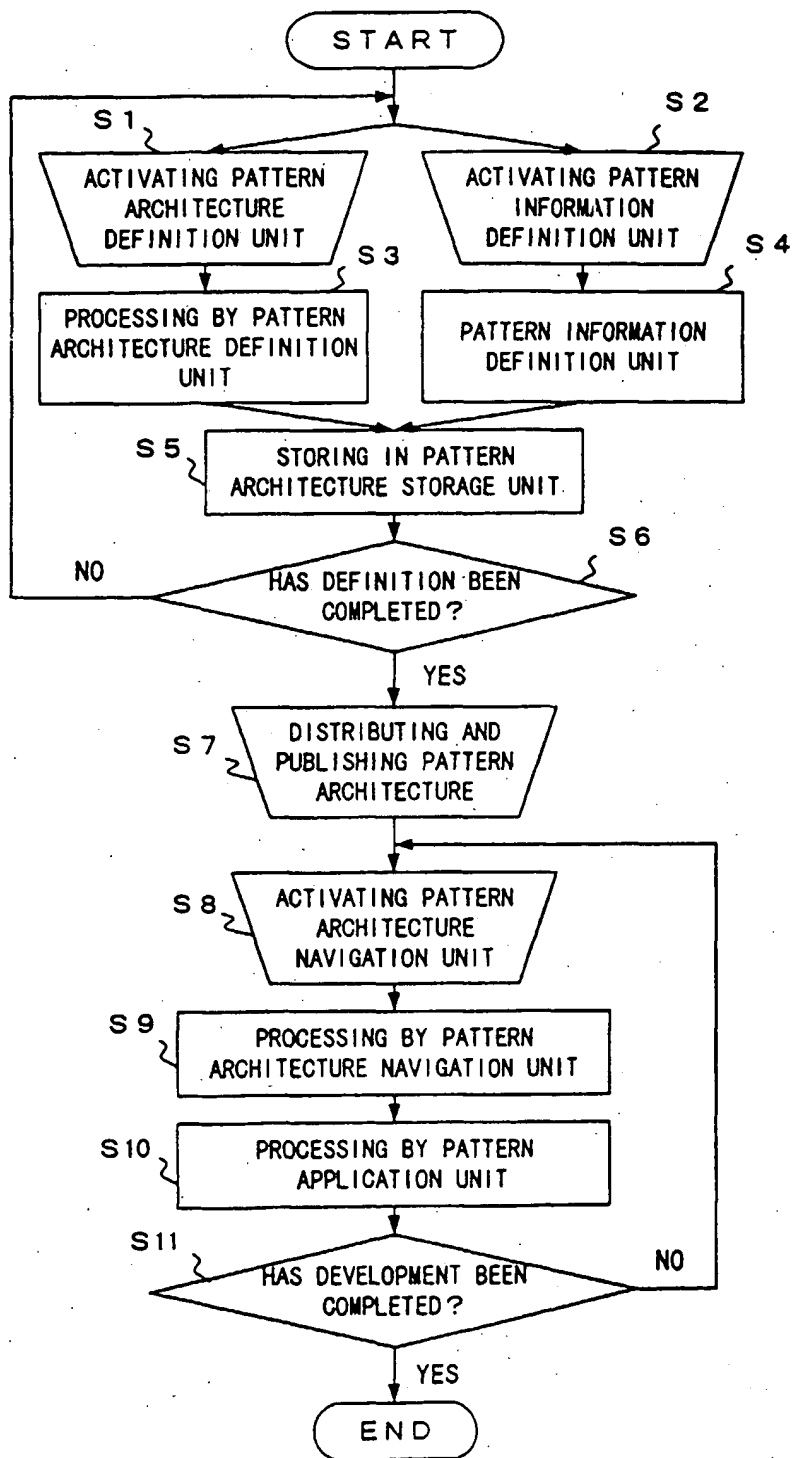 START
S1
S2
ACTIVATING PATTERN
ARCHITECTURE
DEFINITION UNIT
ACTIVATING PATTERN
INFORMATION
DEFINITION UNIT
S3
S4
PROCESSING BY PATTERN
ARCHITECTURE DEFINITION
UNIT
PATTERN INFORMATION
DEFINITION UNIT
S5
STORING IN PATTERN
ARCHITECTURE STORAGE UNIT
S6
NO
HAS DEFINITION BEEN
COMPLETED?
YES
S7
DISTRIBUTING AND
PUBLISHING PATTERN
ARCHITECTURE
S8
ACTIVATING PATTERN
ARCHITECTURE
NAVIGATION UNIT
S9
PROCESSING BY PATTERN
ARCHITECTURE NAVIGATION UNIT
S10
PROCESSING BY PATTERN
APPLICATION UNIT
S11
NO
HAS DEVELOPMENT BEEN
COMPLETED?
YES
END